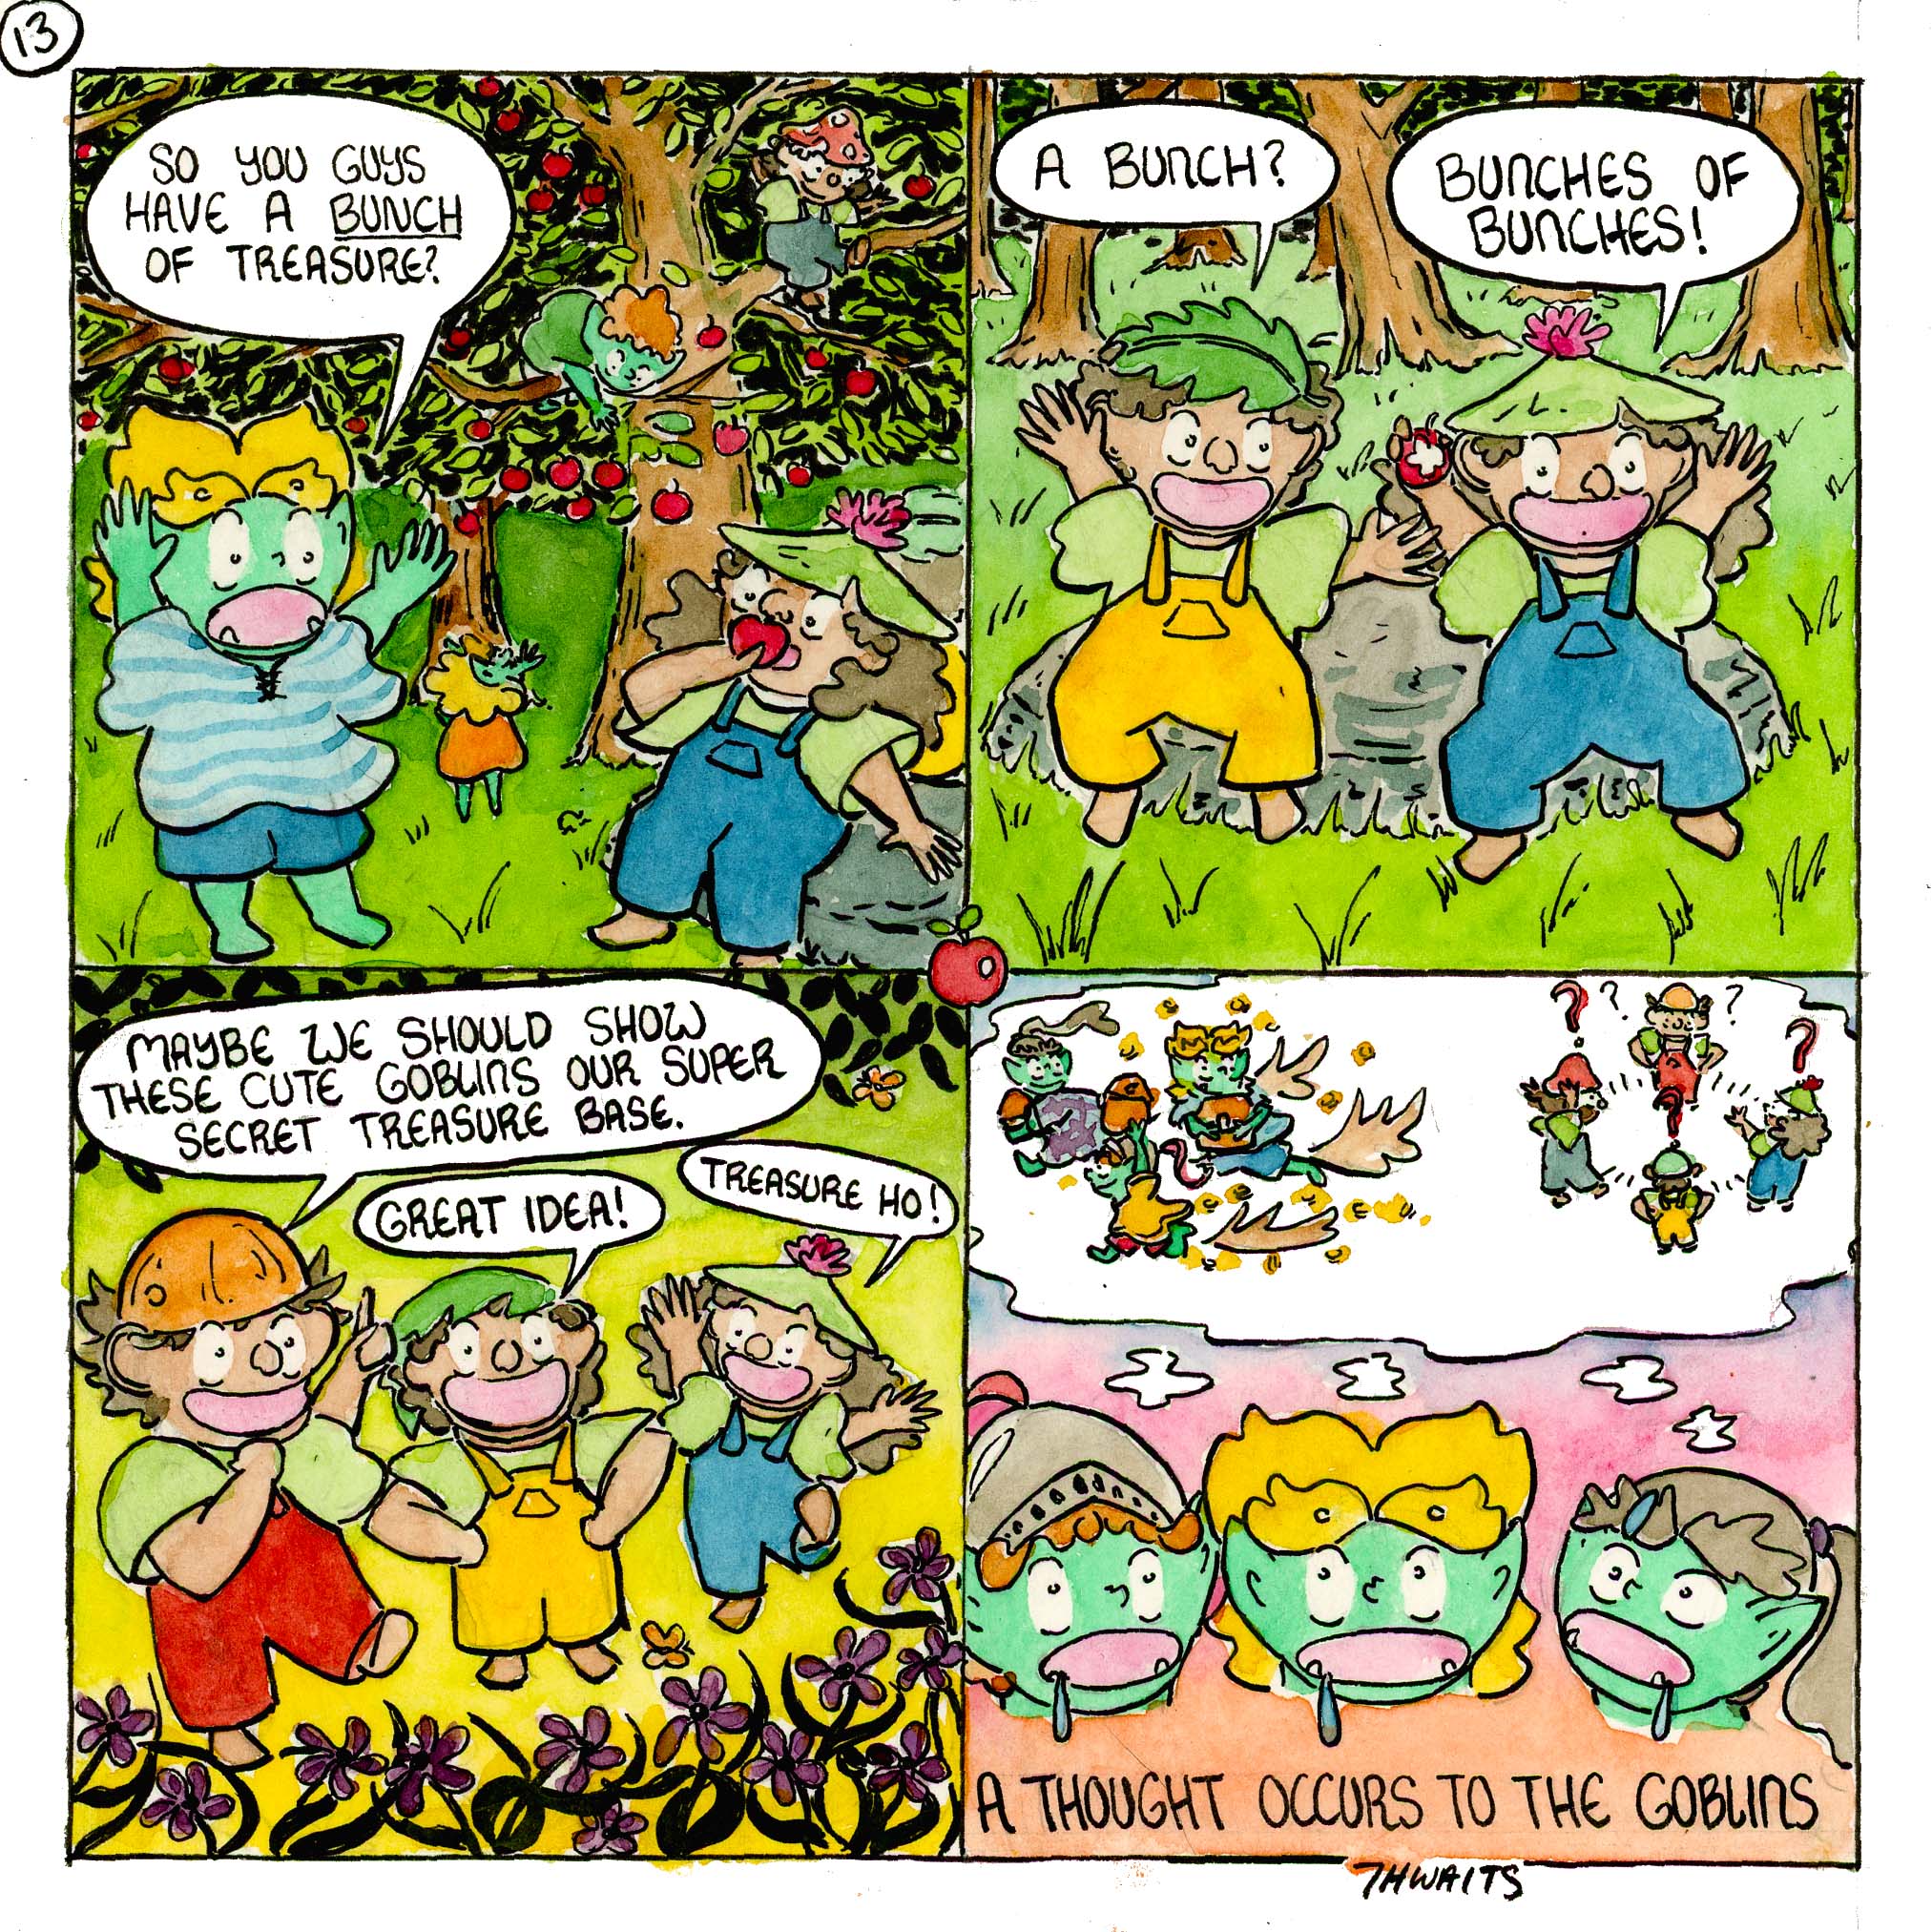 13
SO YOU GUYS
HAVE A BUNCH
OF TREASURE?
A BUNCH?
BUNCHES OF
BUNCHES!
MAYBE WE SHOULD SHOW
THESE CUTE GOBLINS OUR SUPER
SECRET TREASURE BASE.
GREAT IDEA!
TREASURE HO!
? ? ?
?
?
A THOUGHT OCCURS TO THE GOBLINS
THWAITS